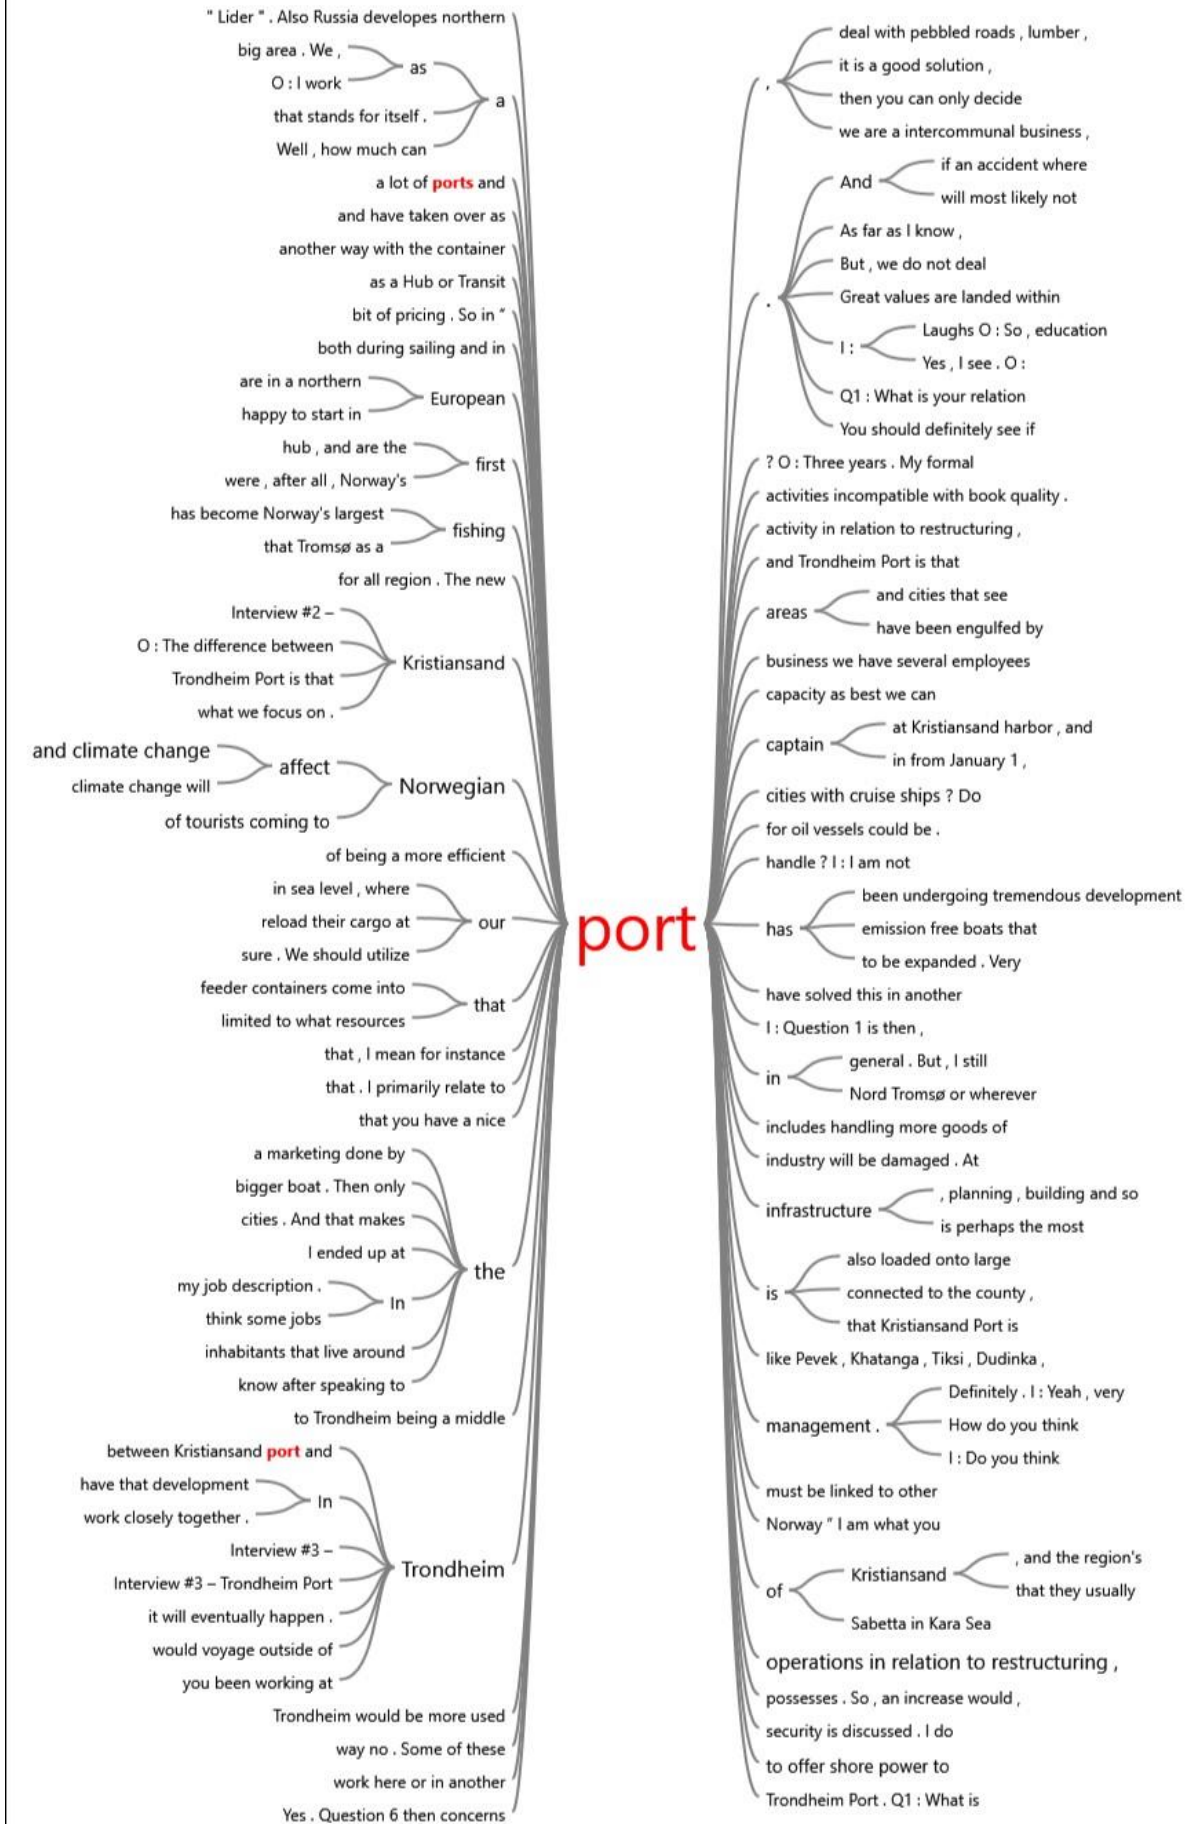 " Lider " . Also Russia developes northern
big area . We ,
O : I work
as
that stands for itself .
Well , how much can
a
a lot of ports and
and have taken over as
another way with the container
as a Hub or Transit
bit of pricing . So in "
both during sailing and in
are in a northern
happy to start in
European
hub , and are the
were , after all , Norway's
first
has become Norway's largest
that Tromsø as a
fishing
for all region . The new
Interview #2 –
O : The difference between
Trondheim Port is that
what we focus on .
Kristiansand
and climate change
climate change will
affect
of tourists coming to
Norwegian
of being a more efficient
in sea level , where
reload their cargo at
sure . We should utilize
our
feeder containers come into
limited to what resources
that
that , I mean for instance
that . I primarily relate to
that you have a nice
a marketing done by
bigger boat . Then only
cities . And that makes
I ended up at
my job description .
think some jobs
In
inhabitants that live around
know after speaking to
the
to Trondheim being a middle
between Kristiansand port and
have that development
work closely together .
In
Interview #3 –
Interview #3 – Trondheim Port
it will eventually happen .
would voyage outside of
you been working at
Trondheim
Trondheim would be more used
way no . Some of these
work here or in another
Yes . Question 6 then concerns
port
,
deal with pebbled roads , lumber ,
it is a good solution ,
then you can only decide
we are a intercommunal business ,
.
And
if an accident where
will most likely not
As far as I know ,
But , we do not deal
Great values are landed within
I :
Laughs O : So , education
Yes , I see . O :
Q1 : What is your relation
You should definitely see if
? O : Three years . My formal
activities incompatible with book quality .
activity in relation to restructuring ,
and Trondheim Port is that
areas
and cities that see
have been engulfed by
business we have several employees
capacity as best we can
captain
at Kristiansand harbor , and
in from January 1 ,
cities with cruise ships ? Do
for oil vessels could be .
handle ? I : I am not
has
been undergoing tremendous development
emission free boats that
to be expanded . Very
have solved this in another
I : Question 1 is then ,
in
general . But , I still
Nord Tromsø or wherever
includes handling more goods of
industry will be damaged . At
infrastructure
, planning , building and so
is perhaps the most
is
also loaded onto large
connected to the county ,
that Kristiansand Port is
like Pevek , Khatanga , Tiksi , Dudinka ,
management .
Definitely . I : Yeah , very
How do you think
I : Do you think
must be linked to other
Norway " I am what you
of
Kristiansand
, and the region's
that they usually
Sabetta in Kara Sea
operations in relation to restructuring ,
possesses . So , an increase would ,
security is discussed . I do
to offer shore power to
Trondheim Port . Q1 : What is